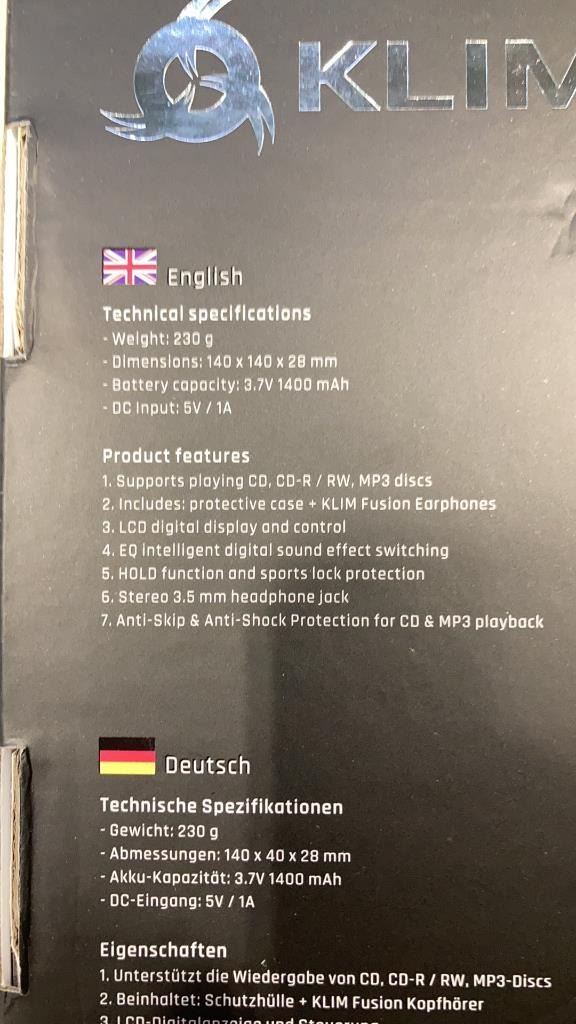 KLIM
English
Technical specifications
- Weight: 230 g
- Dimensions: 140 x 140 x 28 mm
- Battery capacity: 3.7V 1400 mAh
- DC Input: 5V / 1A
Product features
1. Supports playing CD, CD-R / RW, MP3 discs
2. Includes: protective case + KLIM Fusion Earphones
3. LCD digital display and control
4. EQ intelligent digital sound effect switching
5. HOLD function and sports lock protection
6. Stereo 3.5 mm headphone jack
7. Anti-Skip & Anti-Shock Protection for CD & MP3 playback
Deutsch
Technische Spezifikationen
- Gewicht: 230 g
- Abmessungen: 140 x 40 x 28 mm
- Akku-Kapazität: 3.7V 1400 mAh
- DC-Eingang: 5V / 1A
Eigenschaften
1. Unterstützt die Wiedergabe von CD, CD-R / RW, MP3-Discs
2. Beinhaltet: Schutzhülle + KLIM Fusion Kopfhörer
3. LCD-Digitalanzeige und Steuerung